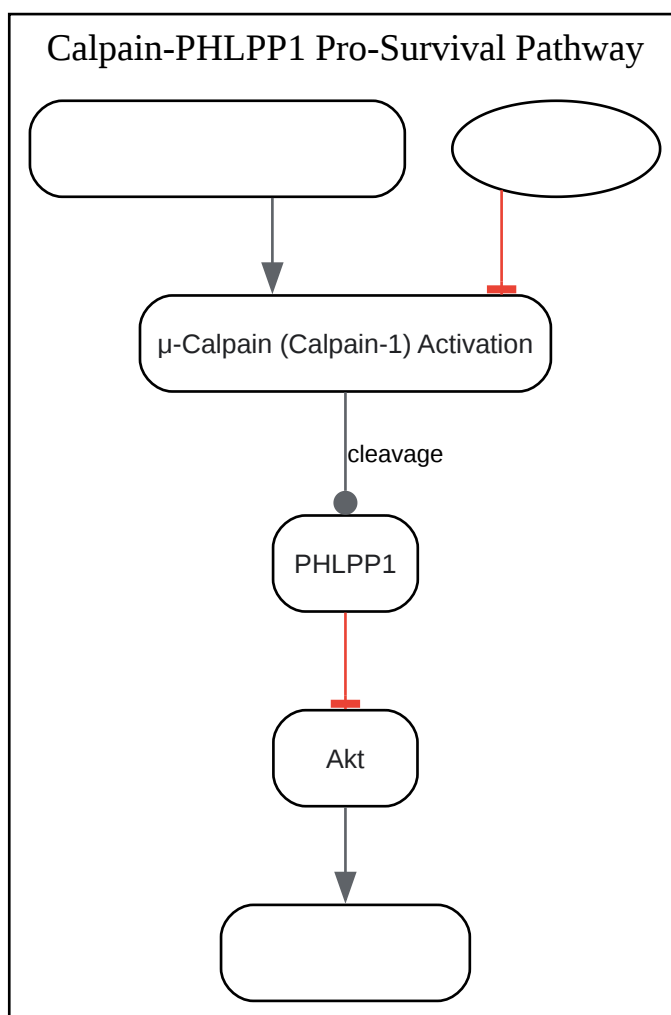 Calpain-PHLPP1 Pro-Survival Pathway
μ-Calpain (Calpain-1) Activation
cleavage
PHLPP1
Akt